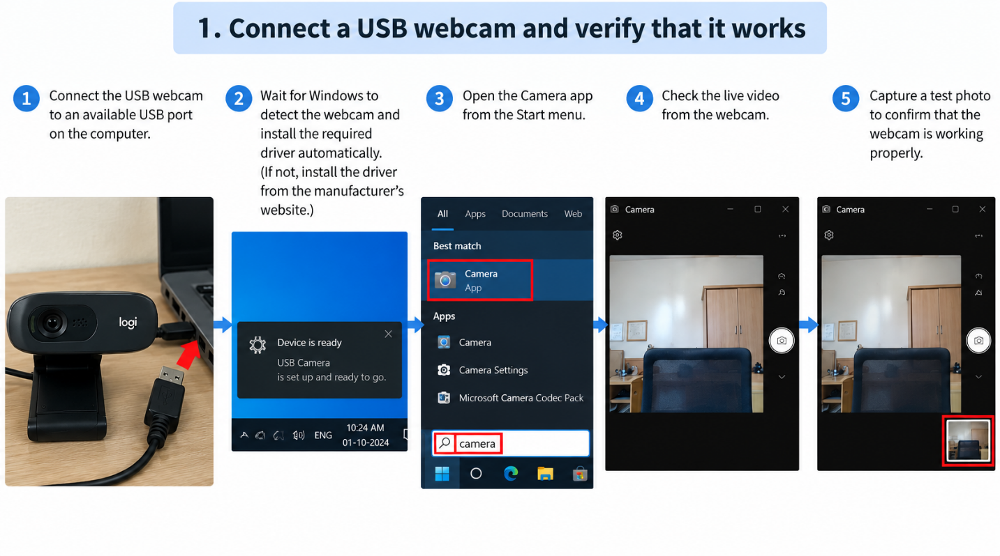 1. Connect a USB webcam and verify that it works
1
Connect the USB webcam
to an available USB port
on the computer.
2
Wait for Windows to
detect the webcam and
install the required
driver automatically.
(If not, install the driver
from the manufacturer's
website.)
3
Open the Camera app
from the Start menu.
4
Check the live video
from the webcam.
5
Capture a test photo
to confirm that the
webcam is working
properly.
logi
Device is ready
USB Camera
is set up and ready to go.
ENG
10:24 AM
01-10-2024
All Apps Documents Web
Best match
Camera
App
Apps
Camera
Camera Settings
Microsoft Camera Codec Pack
camera
Camera
Camera